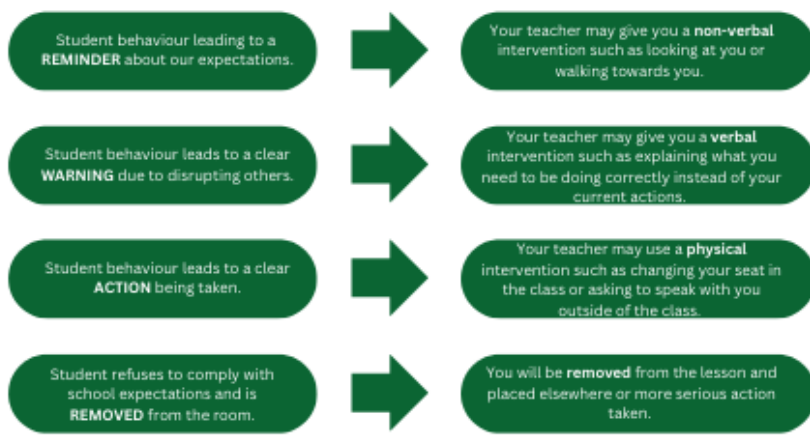 Student behaviour leading to a
REMINDER about our expectations.
Your teacher may give you a non-verbal
intervention such as looking at you or
walking towards you.
Student behaviour leads to a clear
WARNING due to disrupting others.
Your teacher may give you a verbal
intervention such as explaining what you
need to be doing correctly instead of your
current actions.
Student behaviour leads to a clear
ACTION being taken.
Your teacher may use a physical
intervention such as changing your seat in
the class or asking to speak with you
outside of the class.
Student refuses to comply with
school expectations and is
REMOVED from the room.
You will be removed from the lesson and
placed elsewhere or more serious action
taken.